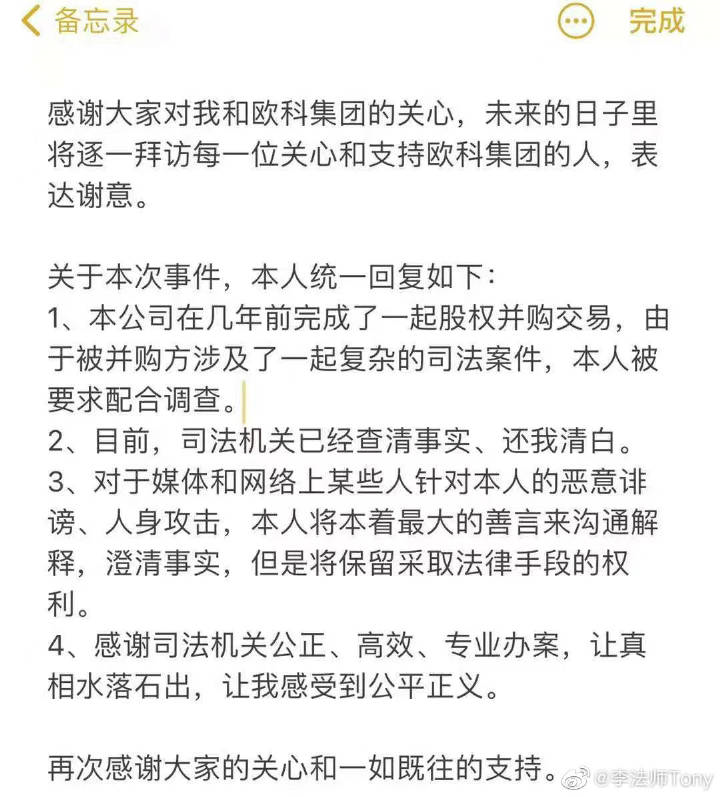 备忘录 完成
感谢大家对我和欧科集团的关心，未来的日子里
将逐一拜访每一位关心和支持欧科集团的人，表
达谢意。
关于本次事件，本人统一回复如下：
1、本公司在几年前完成了一起股权并购交易，由
于被并购方涉及了一起复杂的司法案件，本人被
要求配合调查。
2、目前，司法机关已经查清事实、还我清白。
3、对于媒体和网络上某些人针对本人的恶意诽
谤、人身攻击，本人将本着最大的善言来沟通解
释，澄清事实，但是将保留采取法律手段的权
利。
4、感谢司法机关公正、高效、专业办案，让真
相水落石出，让我感受到公平正义。
再次感谢大家的关心和一如既往的支持。
@李法师Tony